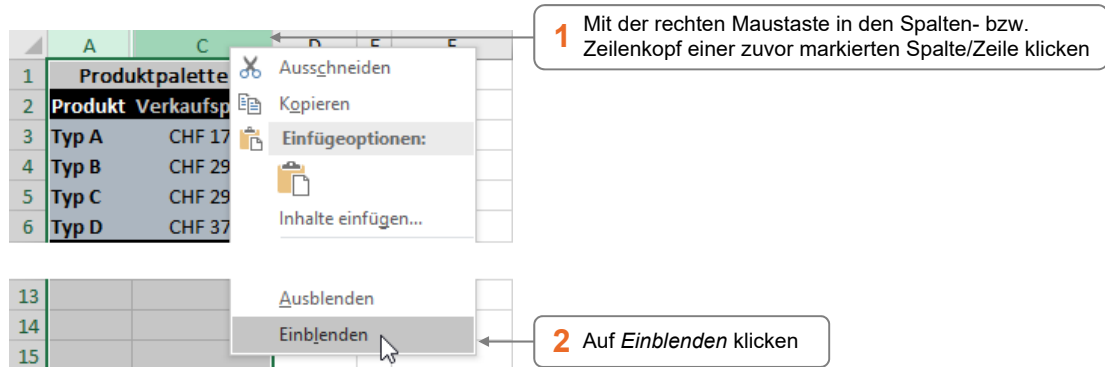 1 Mit der rechten Maustaste in den Spalten- bzw.
Zeilenkopf einer zuvor markierten Spalte/Zeile klicken
A C D E F
1 Produktpalette
2 Produkt Verkaufsp
3 Typ A CHF 17
4 Typ B CHF 29
5 Typ C CHF 29
6 Typ D CHF 37
Ausschneiden
Kopieren
Einfügeoptionen:
Inhalte einfügen...
13
14
15
Ausblenden
Einblenden
2 Auf Einblenden klicken